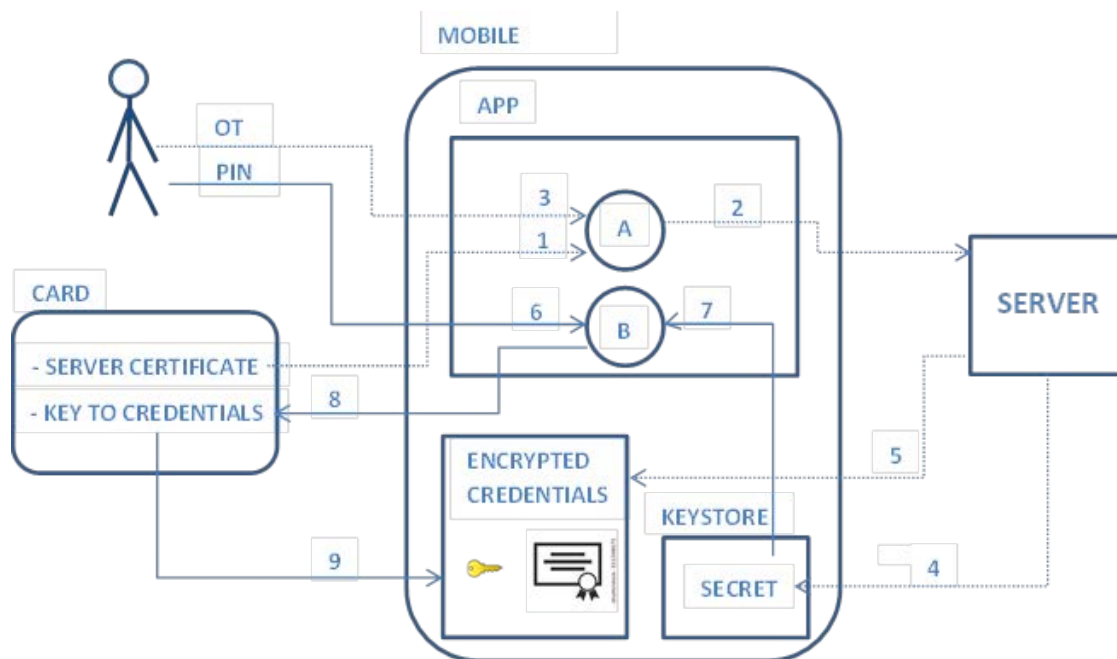 MOBILE
APP
OT
PIN
3
2
A
1
CARD
6
7
B
SERVER
- SERVER CERTIFICATE
- KEY TO CREDENTIALS
8
5
ENCRYPTED
CREDENTIALS
KEYSTORE
9
4
SECRET